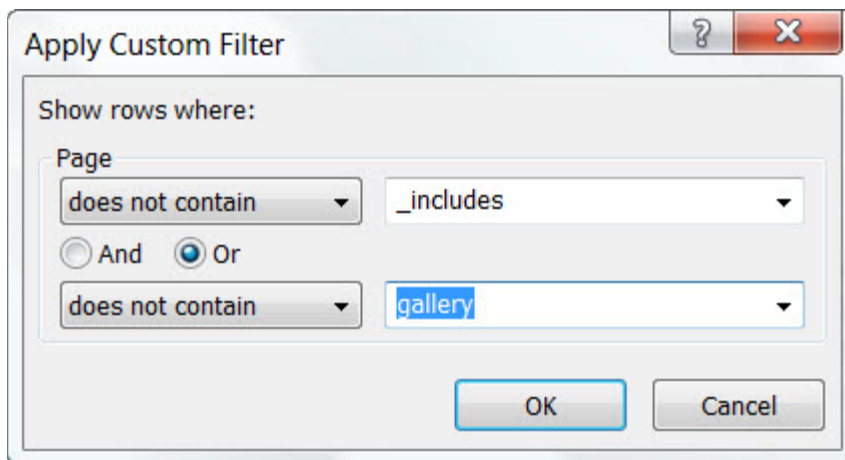 Apply Custom Filter
?
Show rows where:
Page
does not contain _includes
And Or
does not contain gallery
OK Cancel